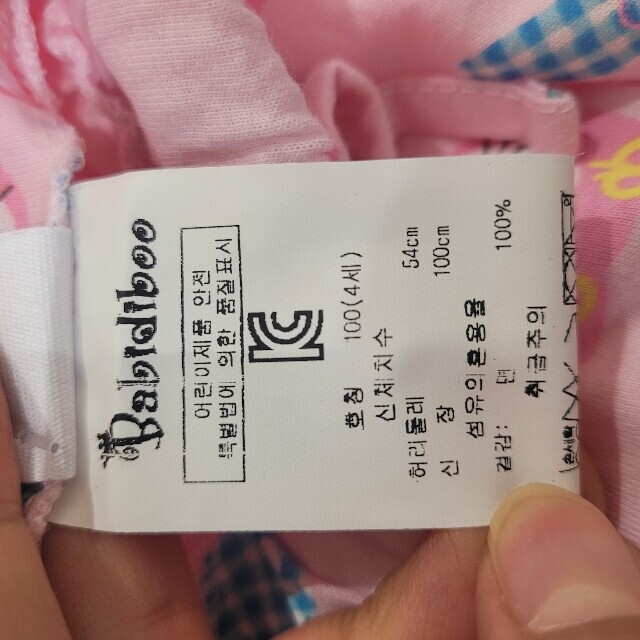 Babidiboo
어린이제품 안전
특별법에 의한 품질표시
KC
호칭 100(4세)
신체치수
허리둘레 54cm
신 장 100cm
섬유의혼용율
겉감: 면 100%
취급주의